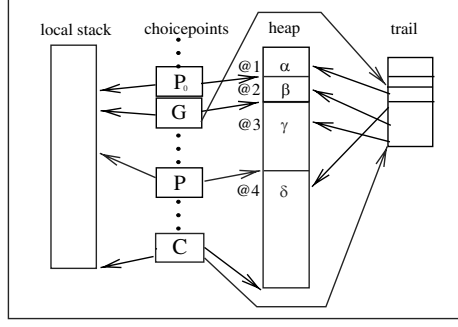 local stack choicepoints heap trail
@1 α
P0
@2 β
G
@3 γ
P
@4 δ
C